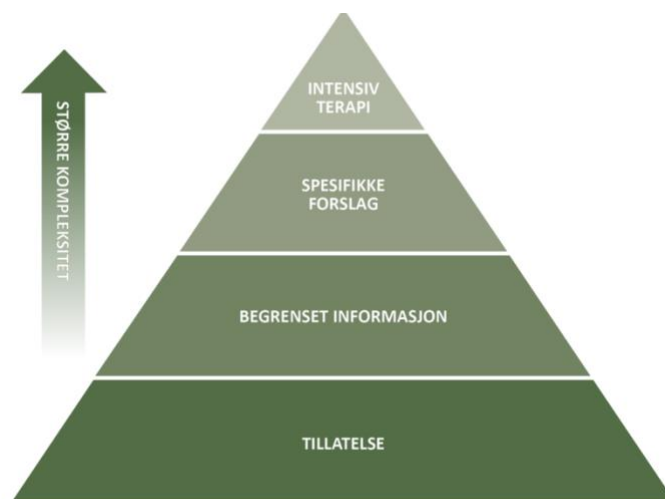 INTENSIV
TERAPI
STØRRE KOMPLEKSITET
SPESIFIKKE
FORSLAG
BEGRENSET INFORMASJON
TILLATELSE